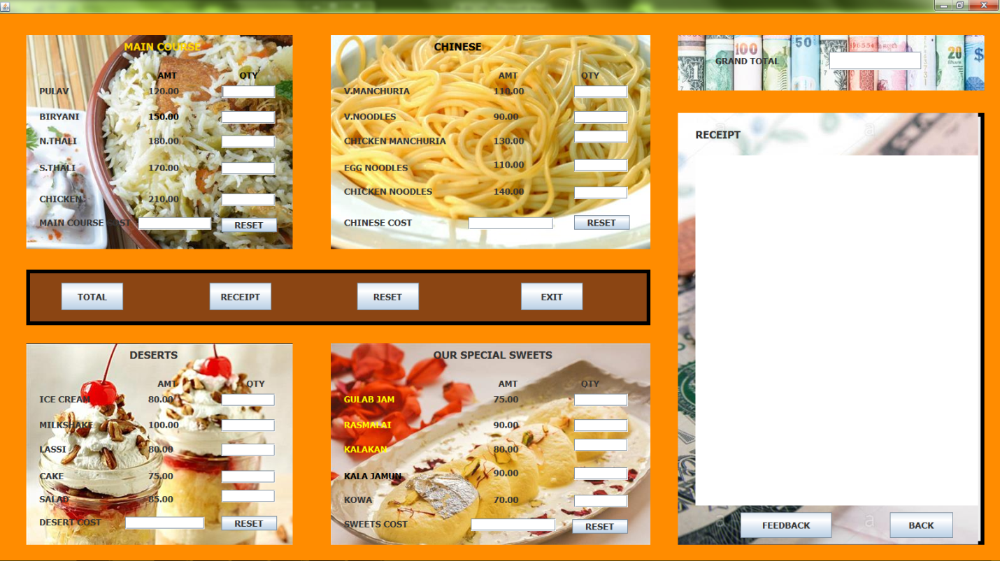 MAIN COURSE
AMT QTY
PULAV 120.00
BIRYANI 150.00
N.THALI 180.00
S.THALI 170.00
CHICKEN 210.00
MAIN COURSE COST RESET
CHINESE
AMT QTY
V.MANCHURIA 110.00
V.NOODLES 90.00
CHICKEN MANCHURIA 130.00
EGG NOODLES 110.00
CHICKEN NOODLES 140.00
CHINESE COST RESET
100 50 20 $
GRAND TOTAL
RECEIPT
TOTAL RECEIPT RESET EXIT
DESERTS
AMT QTY
ICE CREAM 80.00
MILKSHAKE 100.00
LASSI 80.00
CAKE 75.00
SALAD 85.00
DESERT COST RESET
OUR SPECIAL SWEETS
AMT QTY
GULAB JAM 75.00
RASMALAI 90.00
KALAKAN 80.00
KALA JAMUN 90.00
KOWA 70.00
SWEETS COST RESET
FEEDBACK BACK